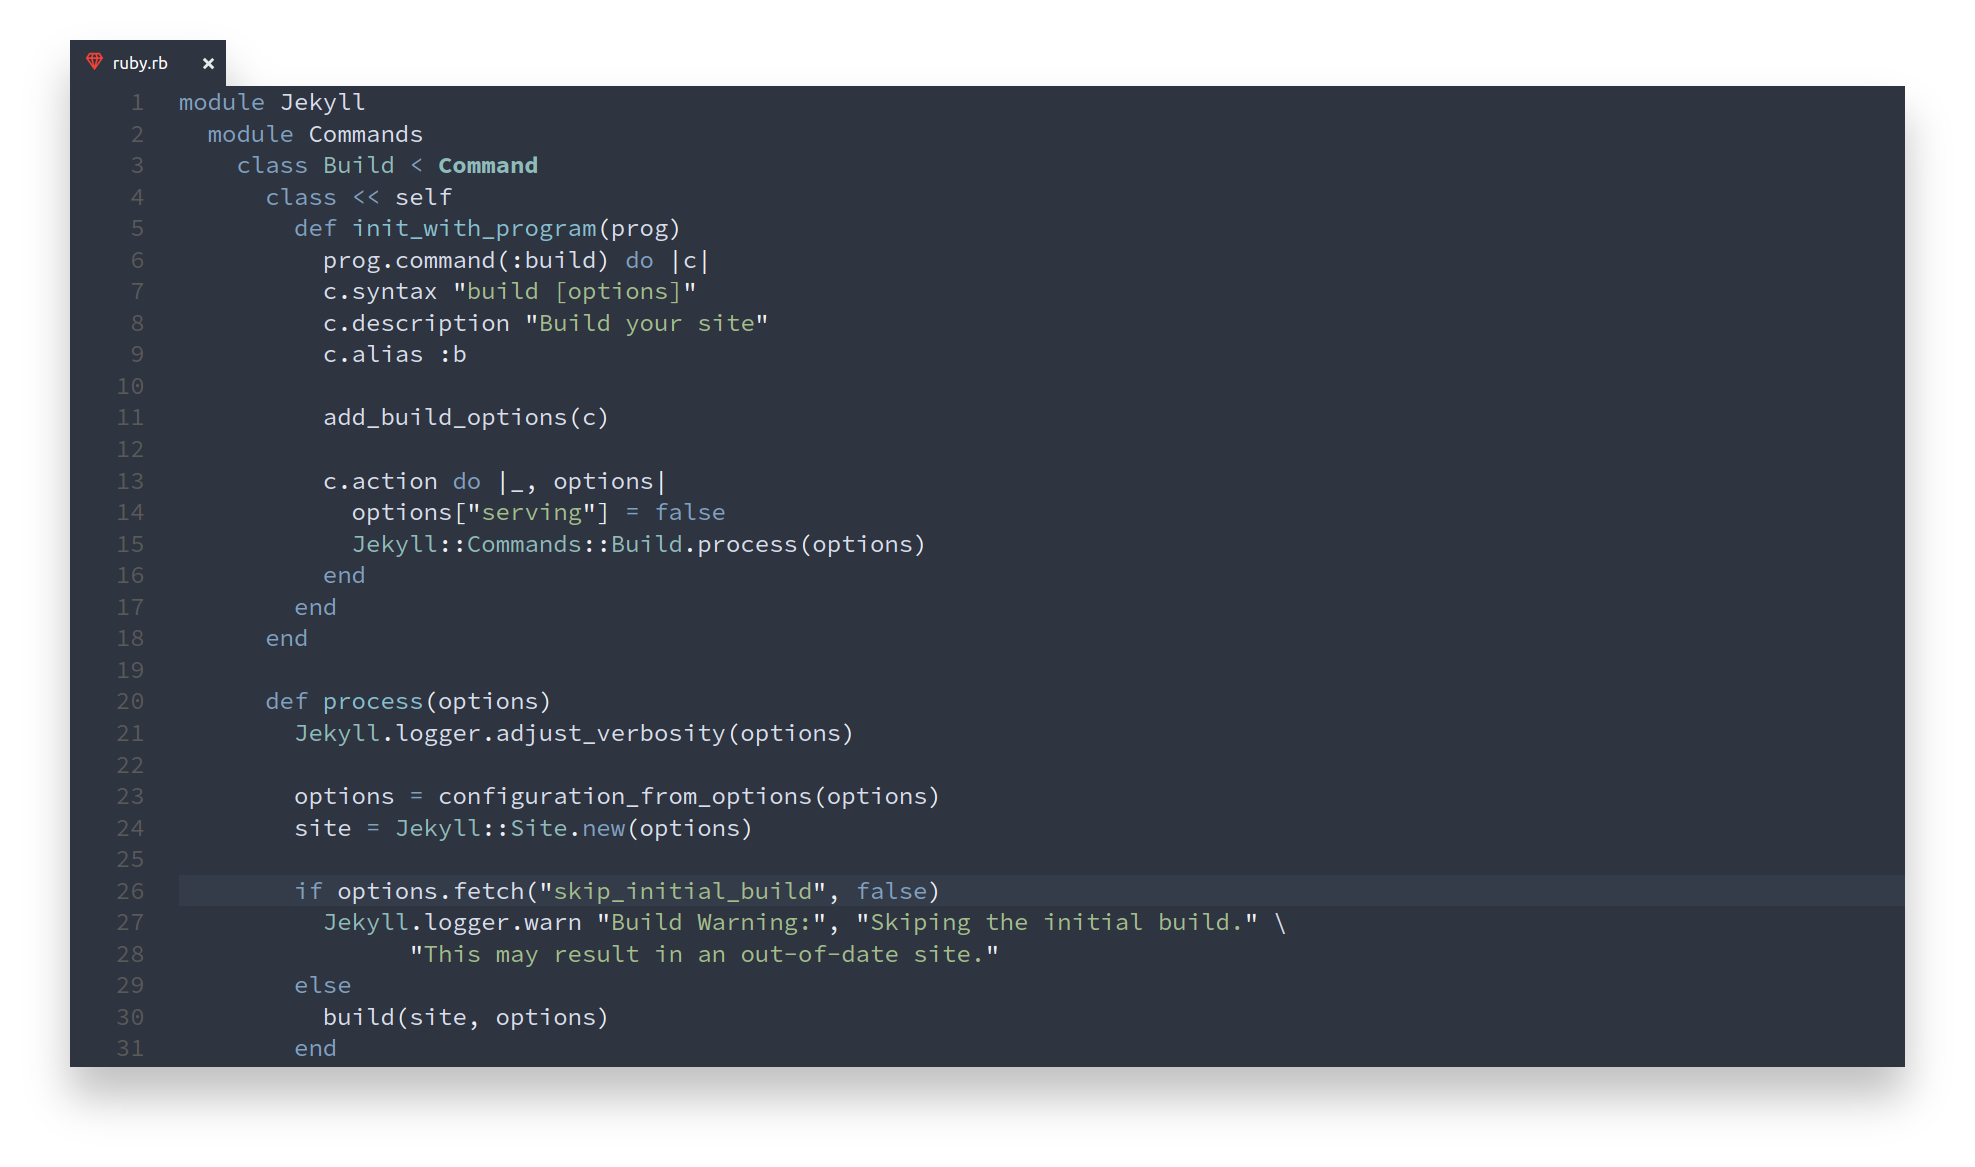 ruby.rb ×
1 module Jekyll
2 module Commands
3 class Build < Command
4 class << self
5 def init_with_program(prog)
6 prog.command(:build) do |c|
7 c.syntax "build [options]"
8 c.description "Build your site"
9 c.alias :b
10
11 add_build_options(c)
12
13 c.action do |_, options|
14 options["serving"] = false
15 Jekyll::Commands::Build.process(options)
16 end
17 end
18 end
19
20 def process(options)
21 Jekyll.logger.adjust_verbosity(options)
22
23 options = configuration_from_options(options)
24 site = Jekyll::Site.new(options)
25
26 if options.fetch("skip_initial_build", false)
27 Jekyll.logger.warn "Build Warning:", "Skiping the initial build." \
28 "This may result in an out-of-date site."
29 else
30 build(site, options)
31 end